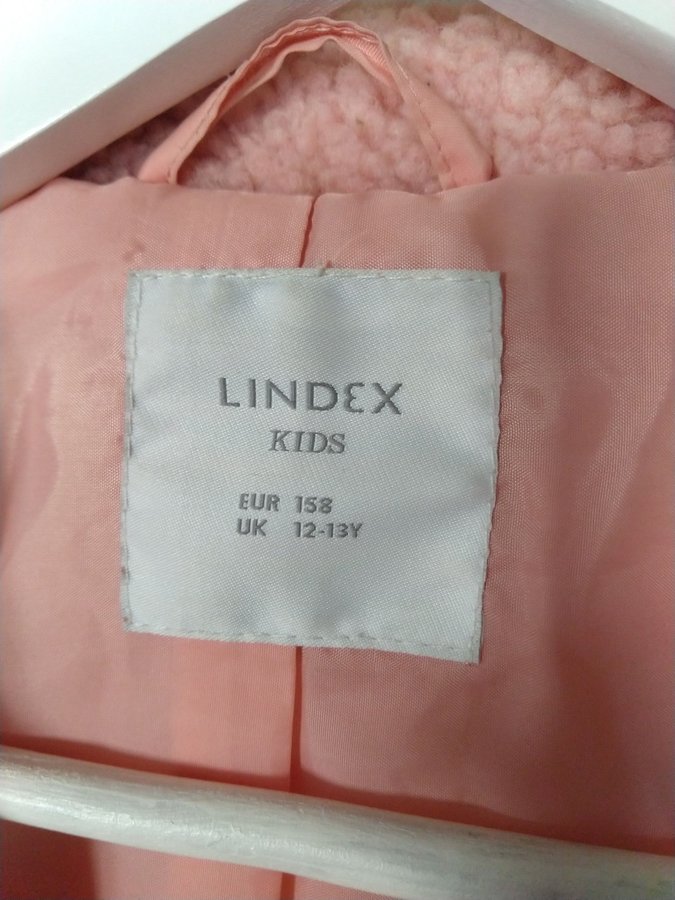 LINDEX
KIDS
EUR 158
UK 12-13Y